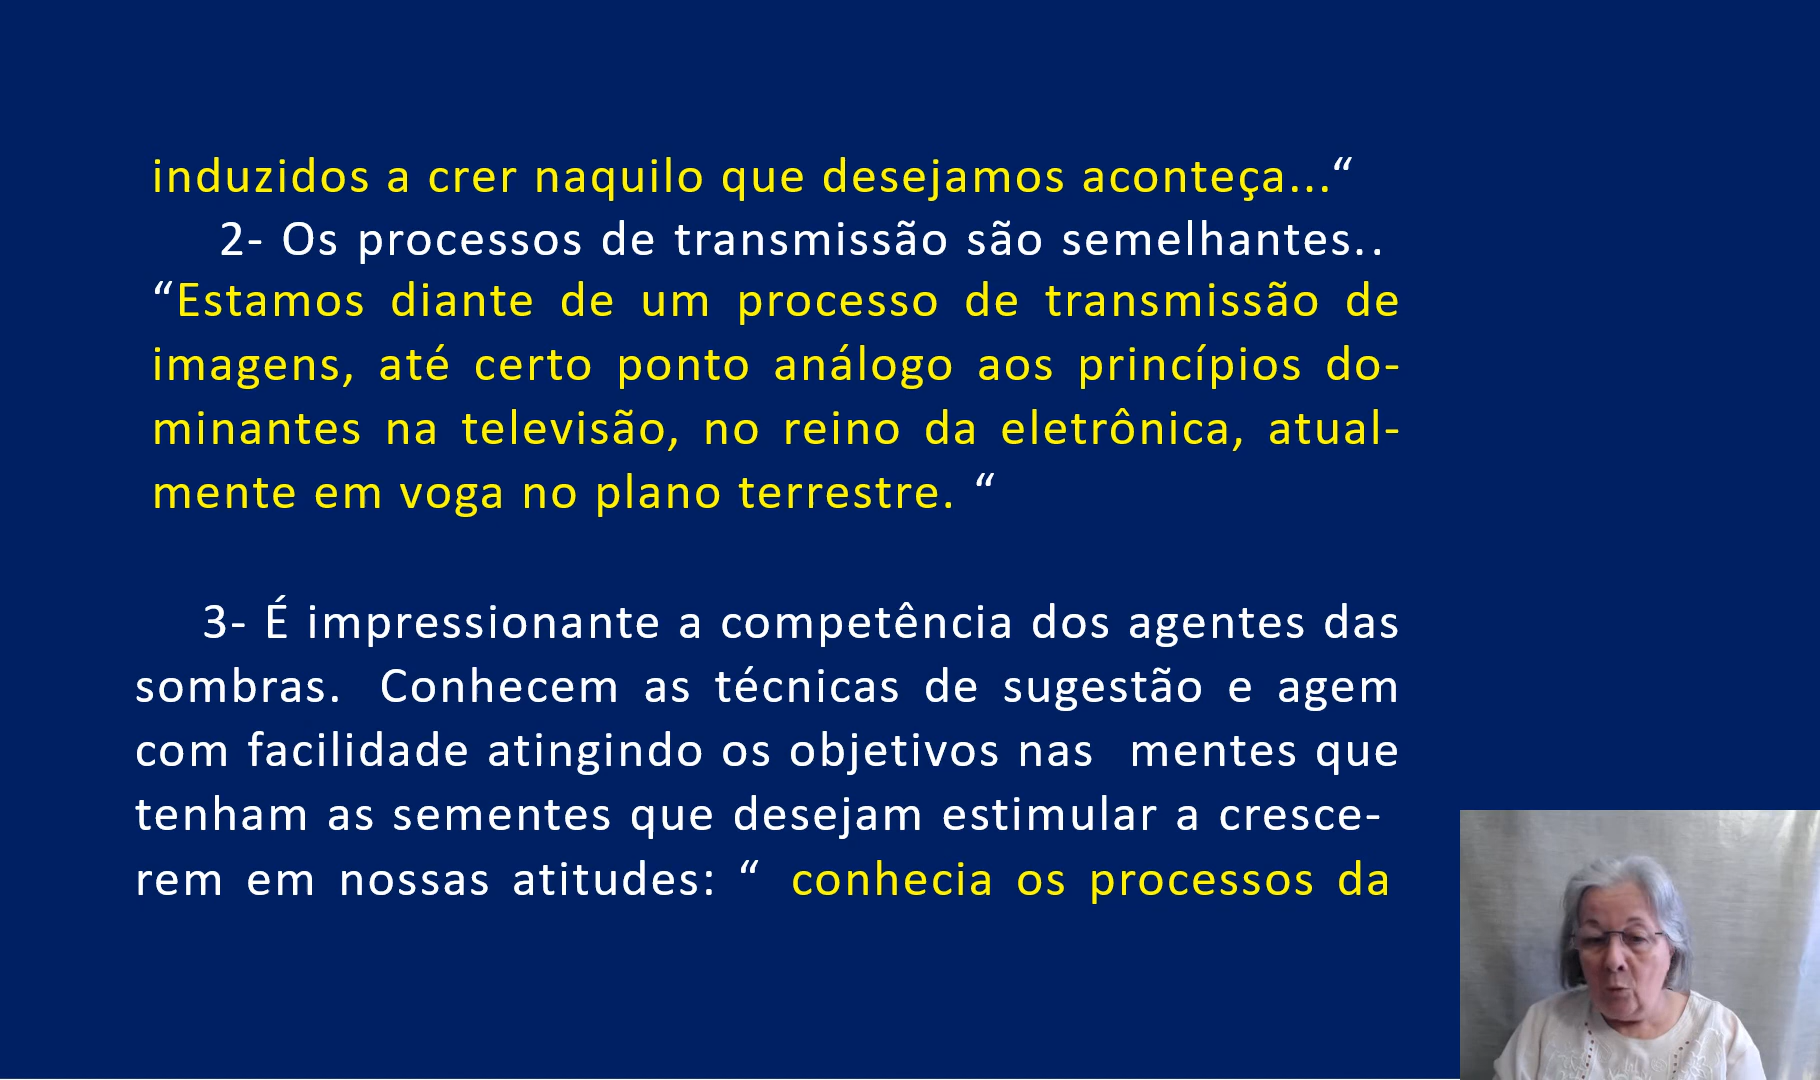 induzidos a crer naquilo que desejamos aconteça...“
2- Os processos de transmissão são semelhantes..
“Estamos diante de um processo de transmissão de
imagens, até certo ponto análogo aos princípios do-
minantes na televisão, no reino da eletrônica, atual-
mente em voga no plano terrestre. “
3- É impressionante a competência dos agentes das
sombras. Conhecem as técnicas de sugestão e agem
com facilidade atingindo os objetivos nas mentes que
tenham as sementes que desejam estimular a cresce-
rem em nossas atitudes: “ conhecia os processos da